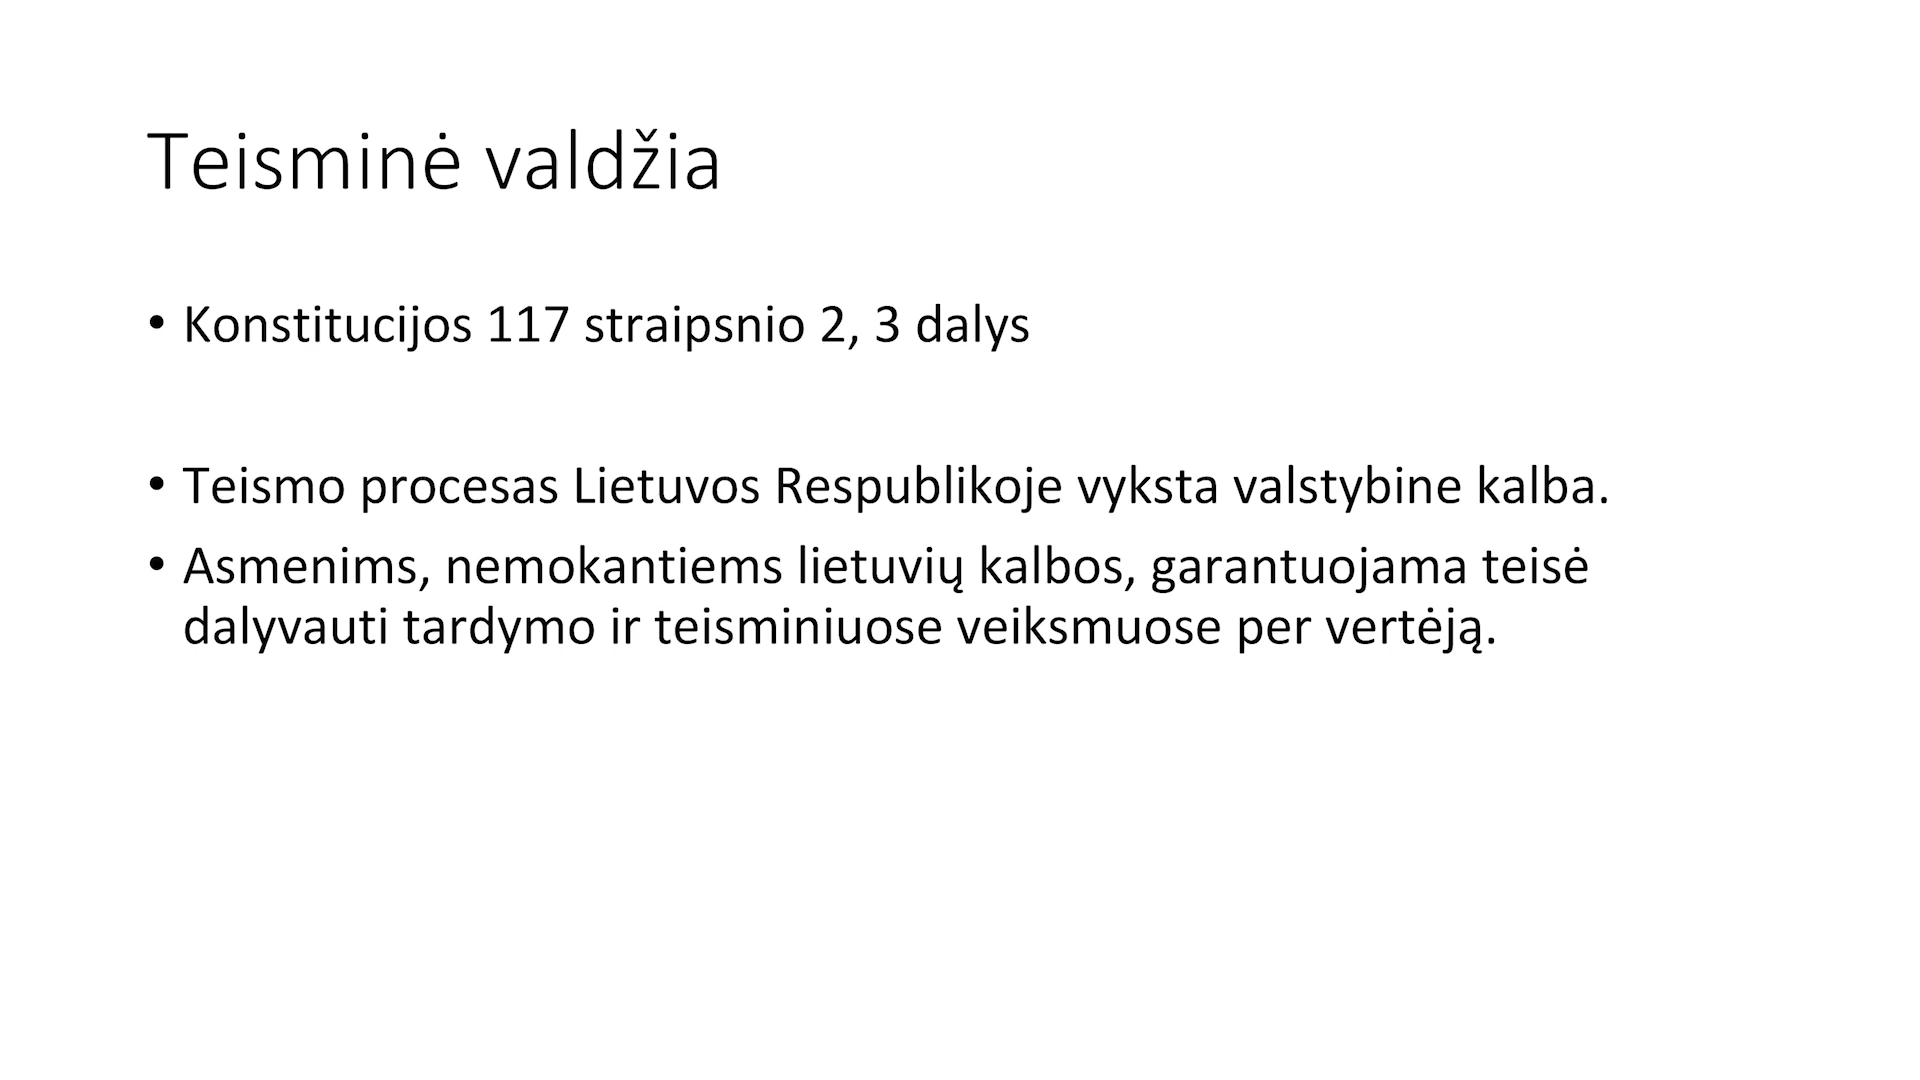 Teisminė valdžia
• Konstitucijos 117 straipsnio 2, 3 dalys
• Teismo procesas Lietuvos Respublikoje vyksta valstybine kalba.
• Asmenims, nemokantiems lietuvių kalbos, garantuojama teisė
dalyvauti tardymo ir teisminiuose veiksmuose per vertėją.